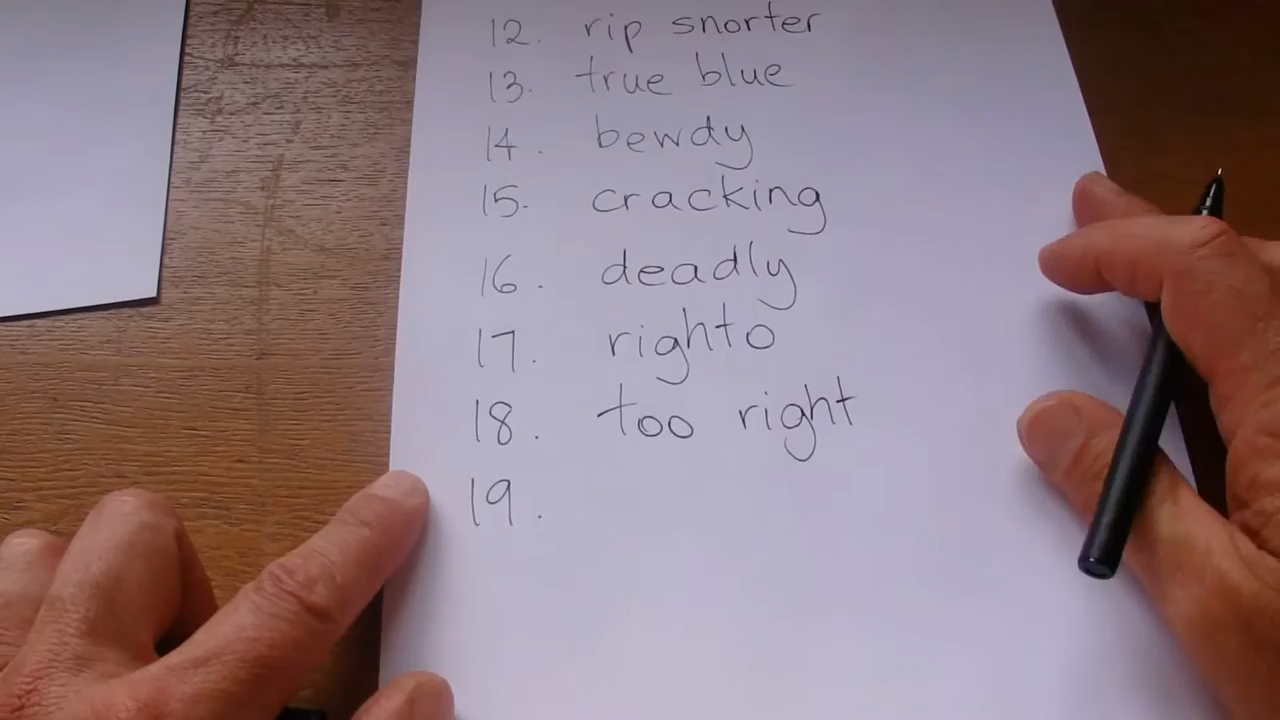 12. rip snorter
13. true blue
14. bewdy
15. cracking
16. deadly
17. righto
18. too right
19.